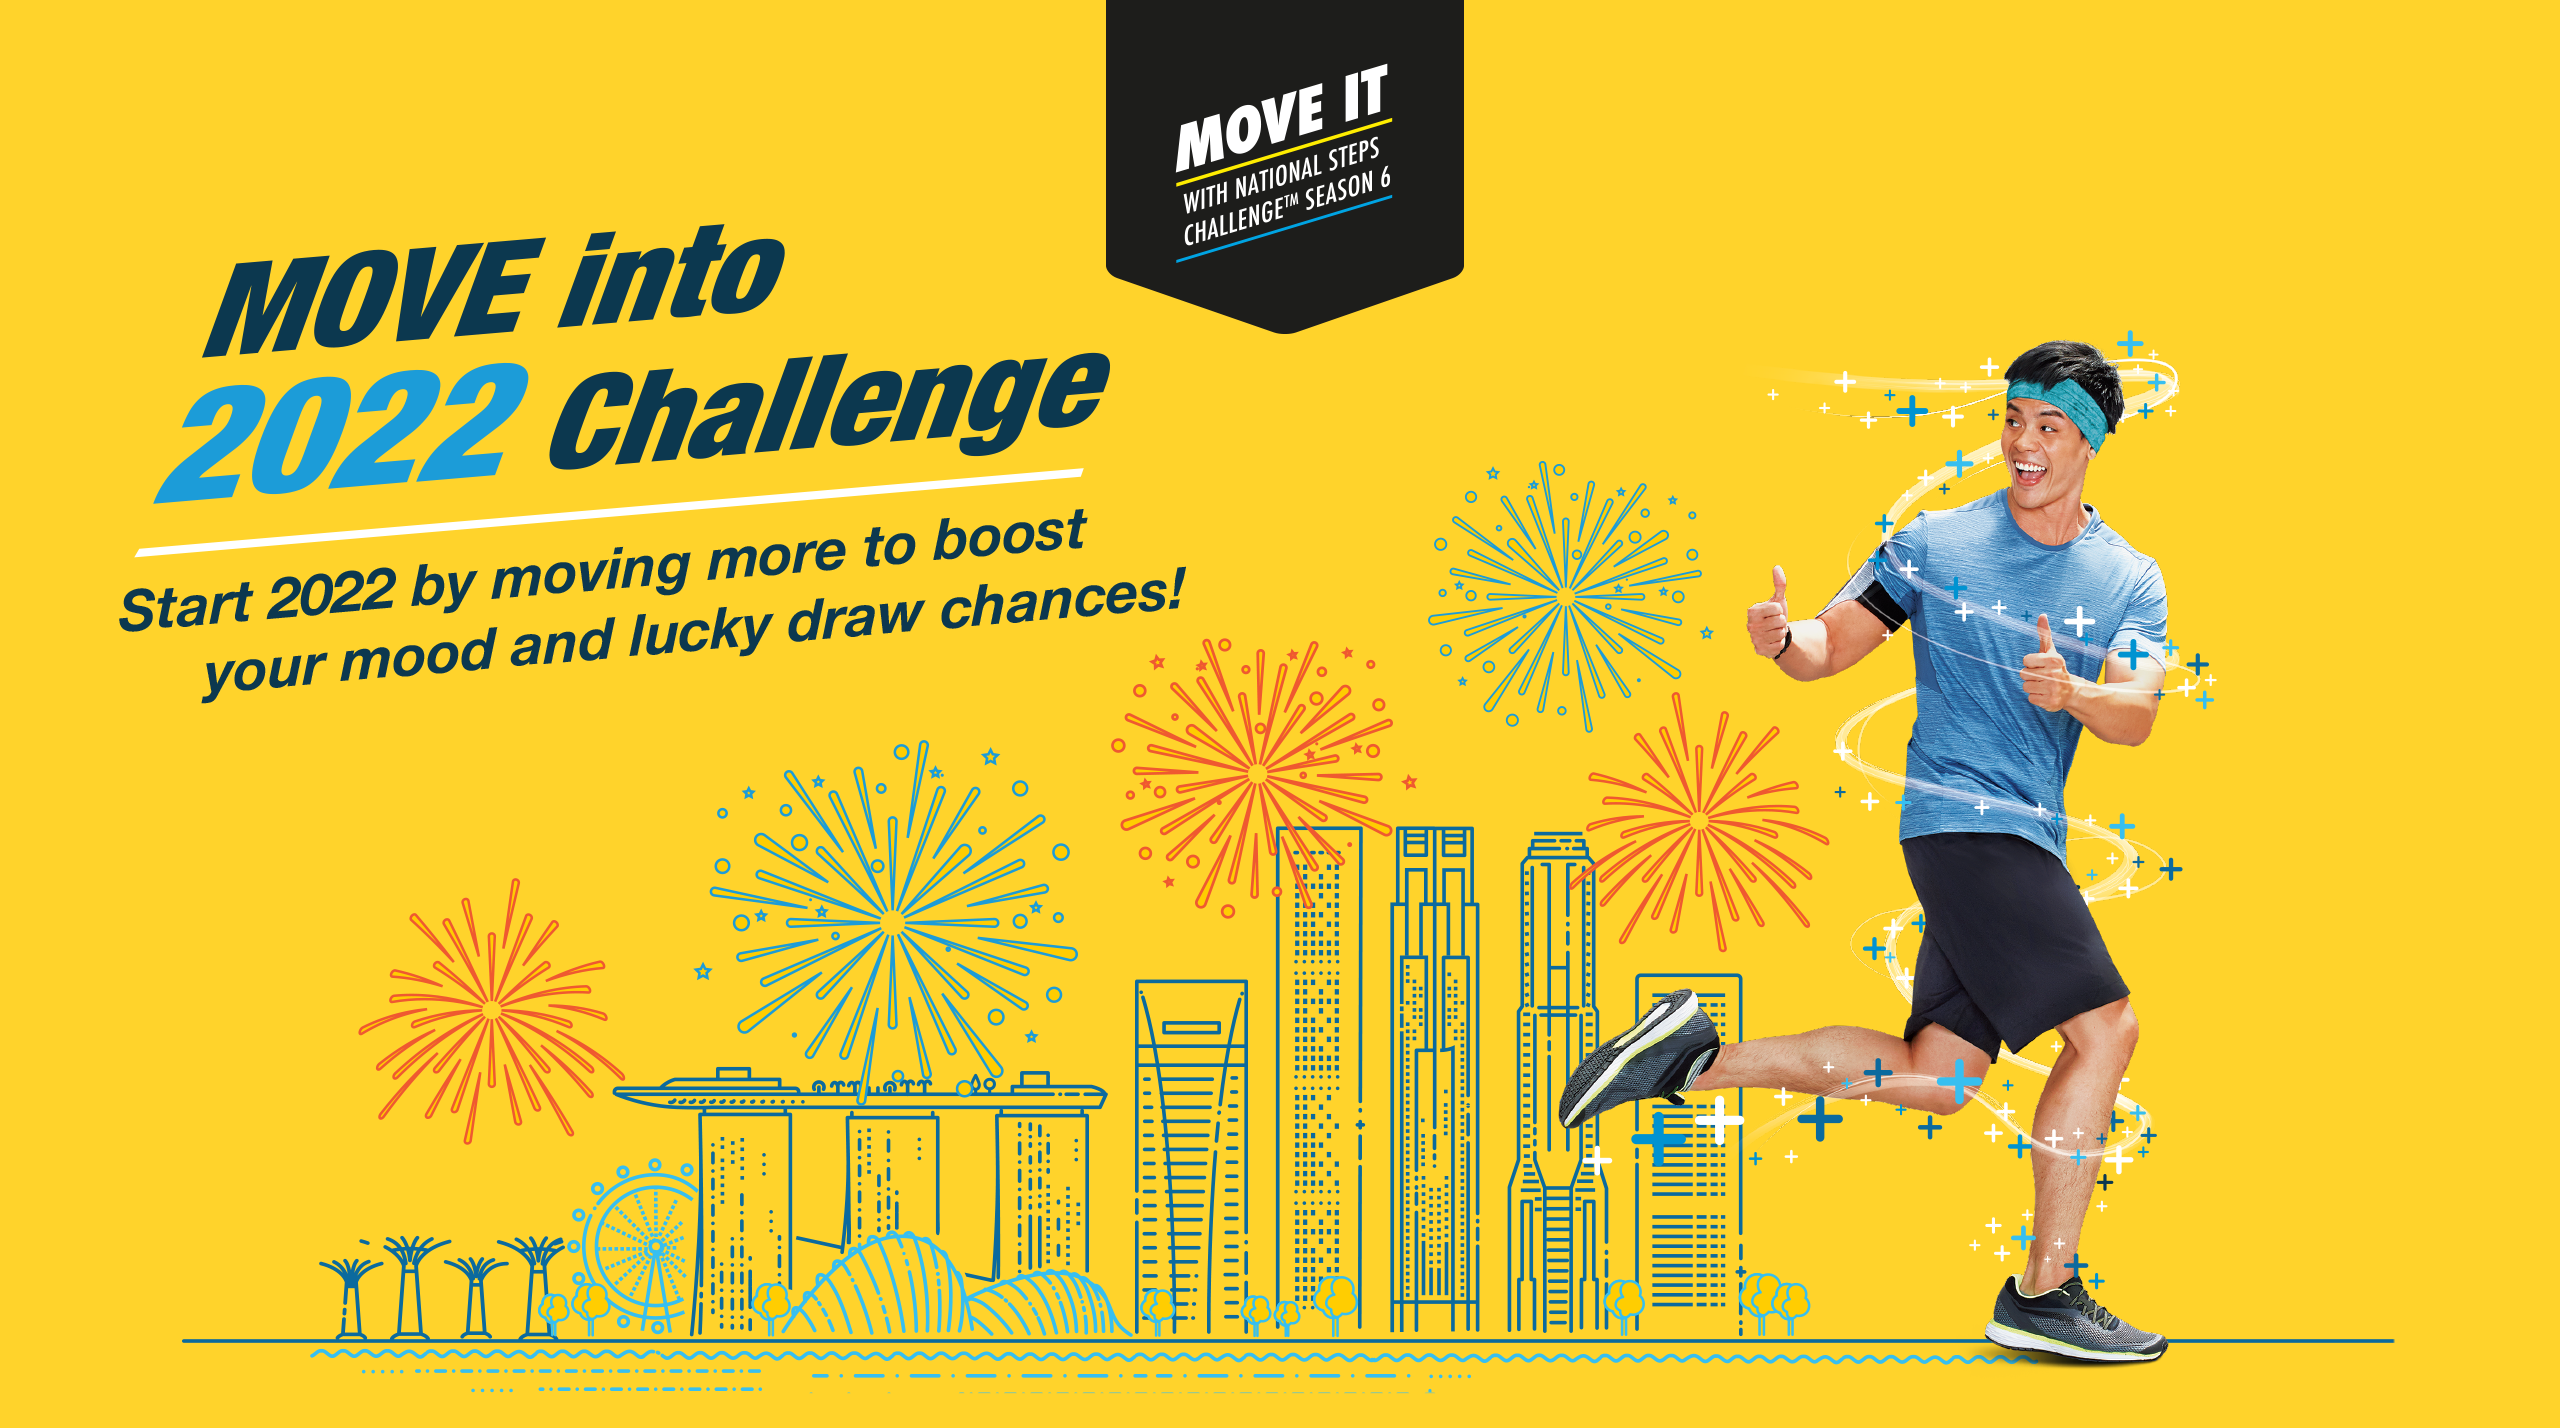 MOVE IT
WITH NATIONAL STEPS
CHALLENGE™ SEASON 6
MOVE into
2022 Challenge
Start 2022 by moving more to boost
your mood and lucky draw chances!